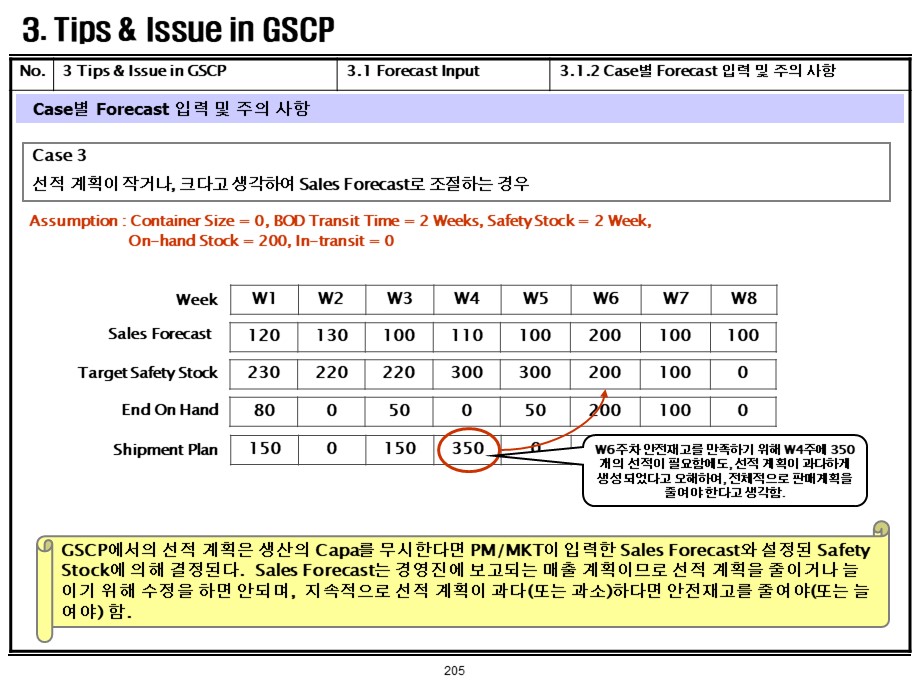 3. Tips & Issue in GSCP
No. 3 Tips & Issue in GSCP 3.1 Forecast Input 3.1.2 Case별 Forecast 입력 및 주의 사항
Case별 Forecast 입력 및 주의 사항
Case 3
선적 계획이 작거나, 크다고 생각하여 Sales Forecast로 조절하는 경우
Assumption : Container Size = 0, BOD Transit Time = 2 Weeks, Safety Stock = 2 Week,
On-hand Stock = 200, In-transit = 0
Week W1 W2 W3 W4 W5 W6 W7 W8
Sales Forecast 120 130 100 110 100 200 100 100
Target Safety Stock 230 220 220 300 300 200 100 0
End On Hand 80 0 50 0 50 200 100 0
Shipment Plan 150 0 150 350 0
W6주차 안전재고를 만족하기 위해 W4주에 350
개의 선적이 필요함에도, 선적 계획이 과다하게
생성 되었다고 오해하여, 전체적으로 판매계획을
줄여야 한다고 생각함.
GSCP에서의 선적 계획은 생산의 Capa를 무시한다면 PM/MKT이 입력한 Sales Forecast와 설정된 Safety
Stock에 의해 결정된다. Sales Forecast는 경영진에 보고되는 매출 계획이므로 선적 계획을 줄이거나 늘
이기 위해 수정을 하면 안되며, 지속적으로 선적 계획이 과다(또는 과소)하다면 안전재고를 줄여야(또는 늘
여야) 함.
205